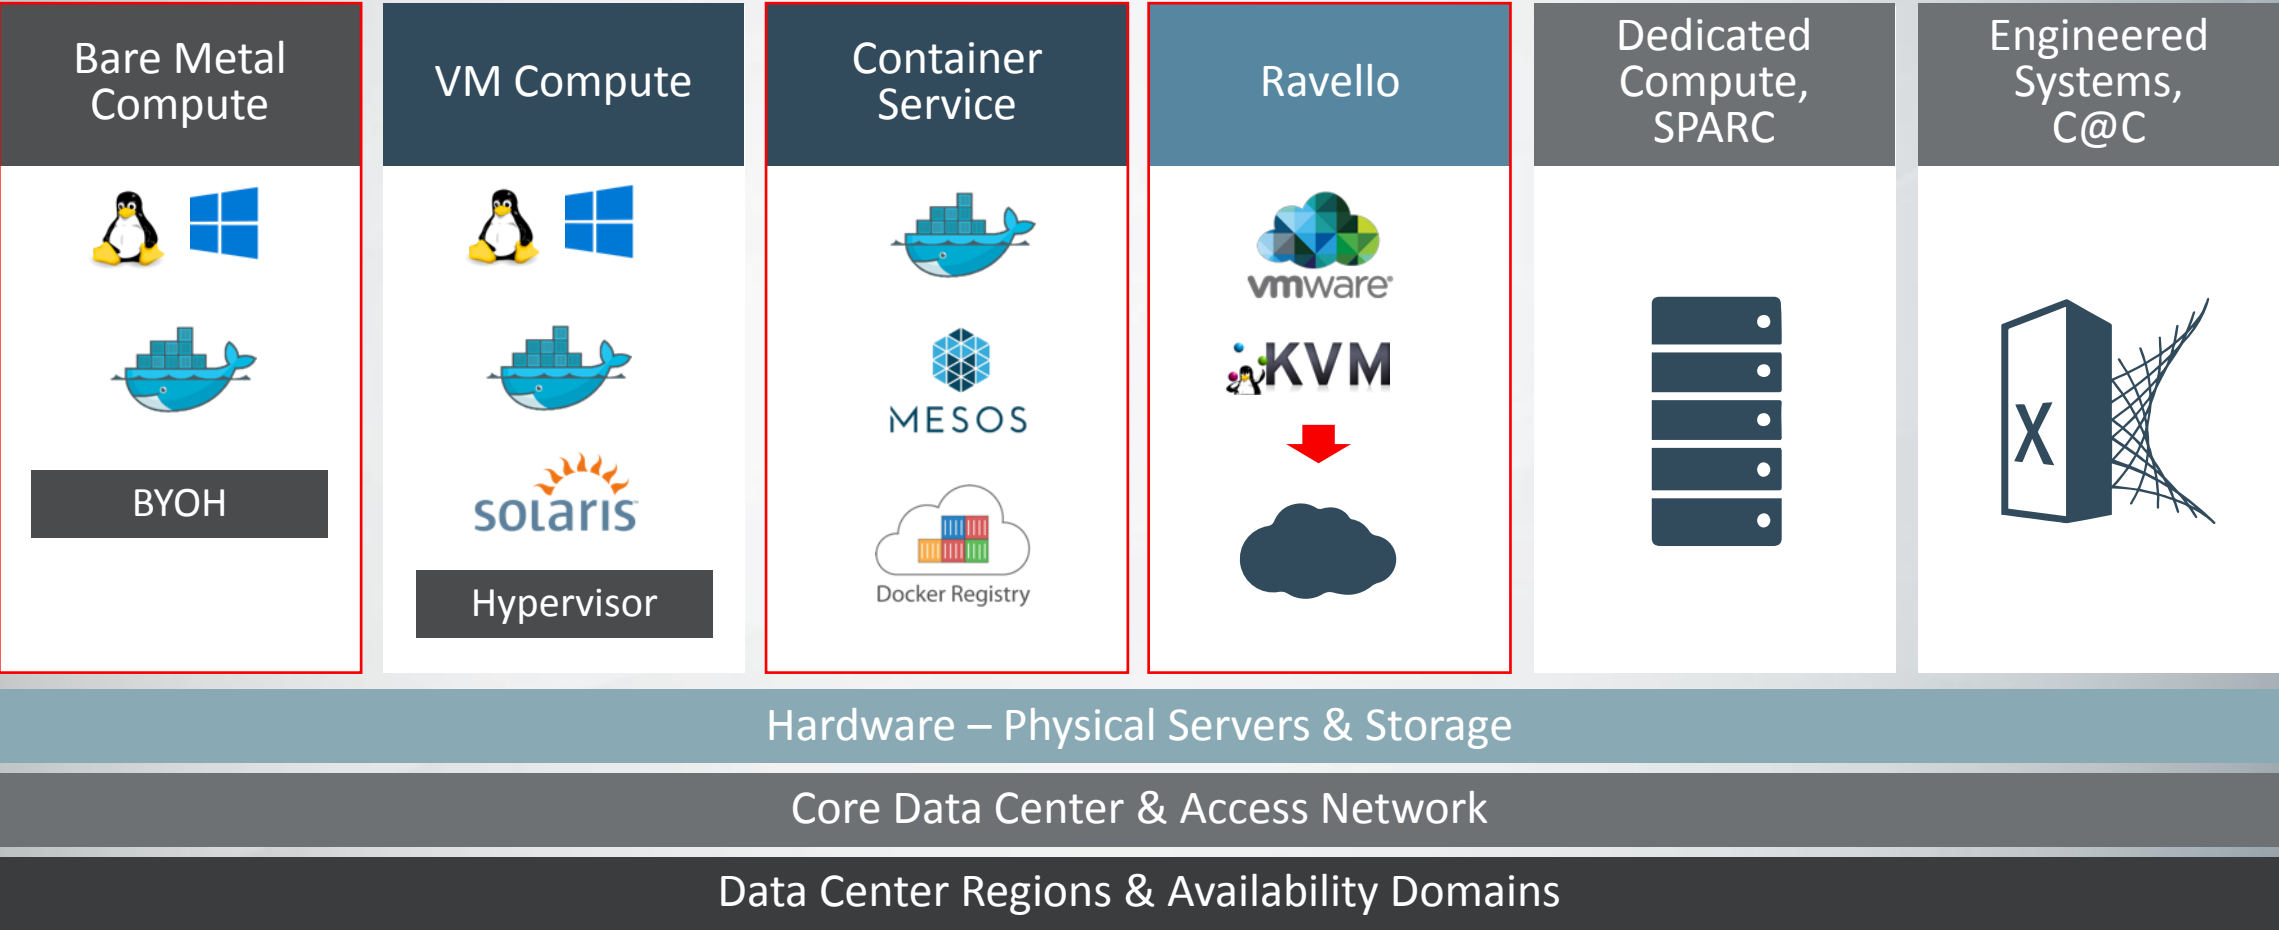 Bare Metal
Compute
BYOH
VM Compute
solaris
Hypervisor
Container
Service
MESOS
Docker Registry
Ravello
vmware®
KVM
Dedicated
Compute,
SPARC
Engineered
Systems,
C@C
X
Hardware – Physical Servers & Storage
Core Data Center & Access Network
Data Center Regions & Availability Domains